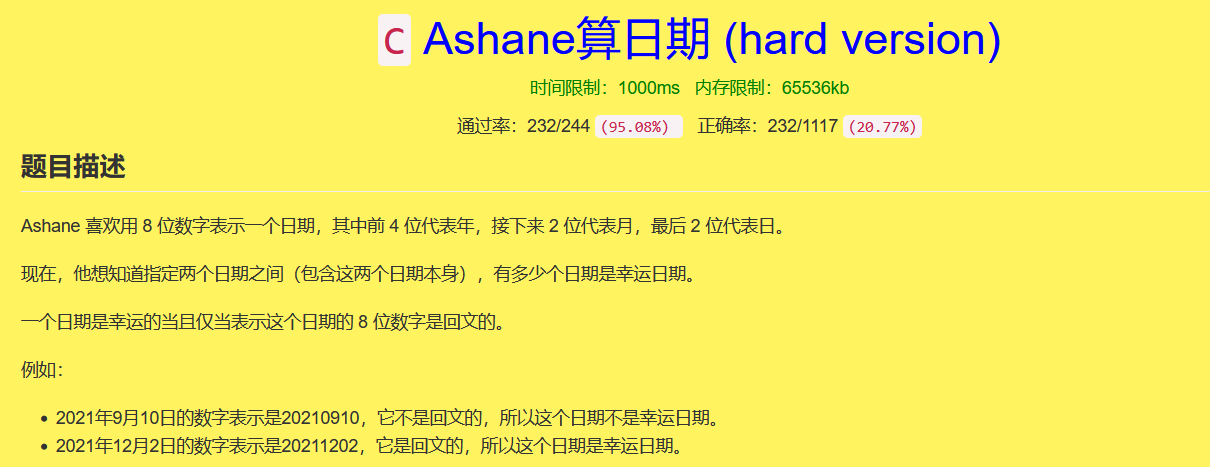 C Ashane算日期 (hard version)
时间限制：1000ms 内存限制：65536kb
通过率：232/244 (95.08%) 正确率：232/1117 (20.77%)
题目描述
Ashane 喜欢用 8 位数字表示一个日期，其中前 4 位代表年，接下来 2 位代表月，最后 2 位代表日。
现在，他想知道指定两个日期之间（包含这两个日期本身），有多少个日期是幸运日期。
一个日期是幸运的当且仅当表示这个日期的 8 位数字是回文的。
例如：
• 2021年9月10日的数字表示是20210910，它不是回文的，所以这个日期不是幸运日期。
• 2021年12月2日的数字表示是20211202，它是回文的，所以这个日期是幸运日期。